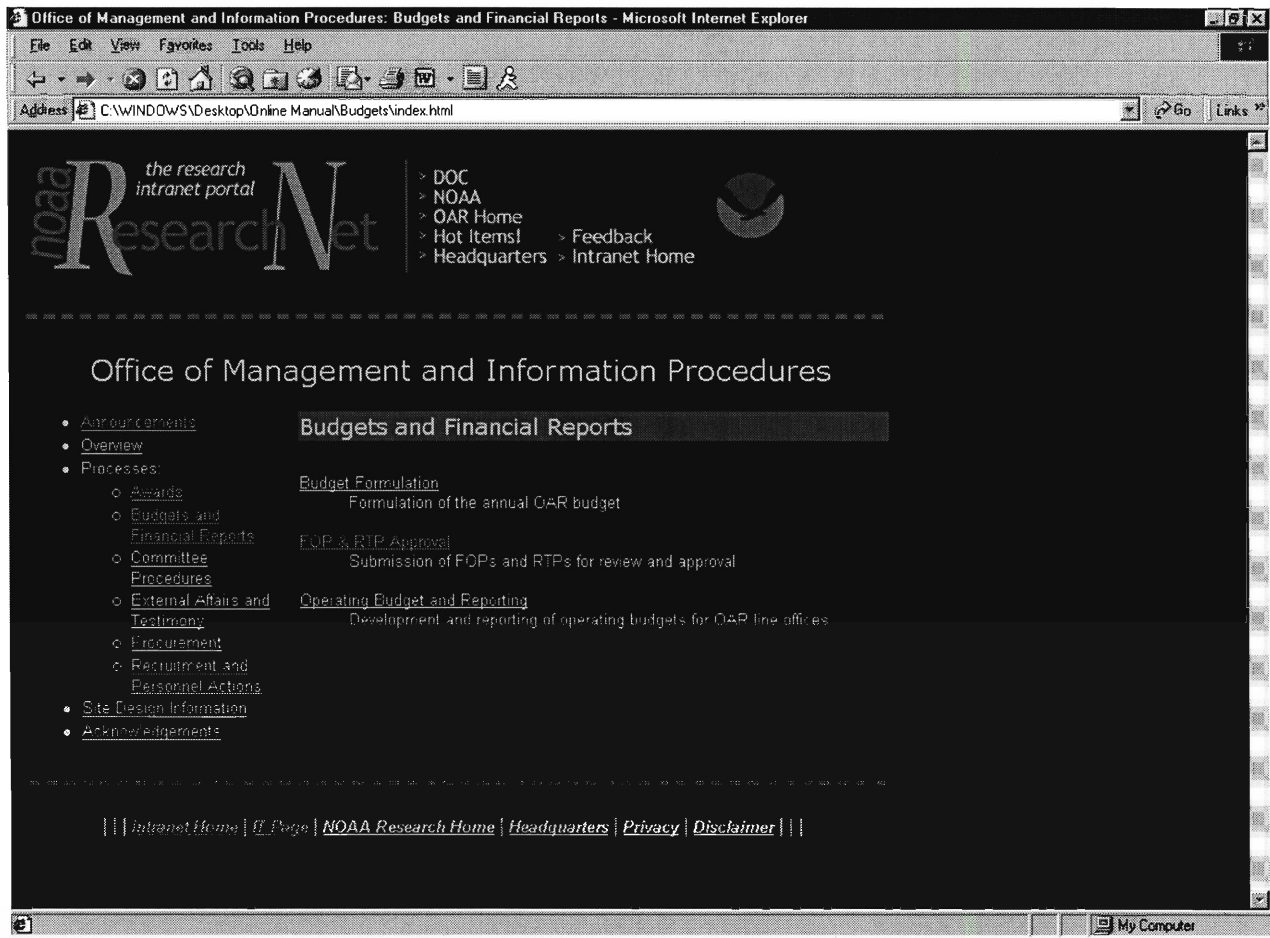 Office of Management and Information Procedures: Budgets and Financial Reports - Microsoft Internet Explorer
File Edit View Favorites Tools Help
Address C:\WINDOWS\Desktop\Online Manual\Budgets\index.html Go Links »
noaa ResearchNet
the research
intranet portal
> DOC
> NOAA
> OAR Home
> Hot Items! > Feedback
> Headquarters > Intranet Home
Office of Management and Information Procedures
Announcements
Overview
Processes:
Awards
Budgets and
Financial Reports
Committee
Procedures
External Affairs and
Testimony
Procurement
Recruitment and
Personnel Actions
Site Design Information
Acknowledgements
Budgets and Financial Reports
Budget Formulation
Formulation of the annual OAR budget
FOP & RTP Approval
Submission of FOPs and RTPs for review and approval
Operating Budget and Reporting
Development and reporting of operating budgets for OAR line offices
| | | Intranet Home | IT Page | NOAA Research Home | Headquarters | Privacy | Disclaimer | | |
My Computer